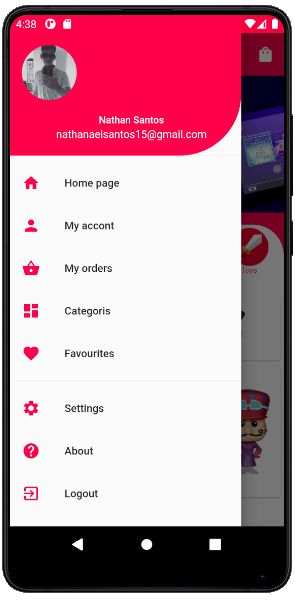 4:38
Nathan Santos
nathanaelsantos15@gmail.com
Home page
My accont
My orders
Categoris
Toys
Favourites
Settings
About
Logout